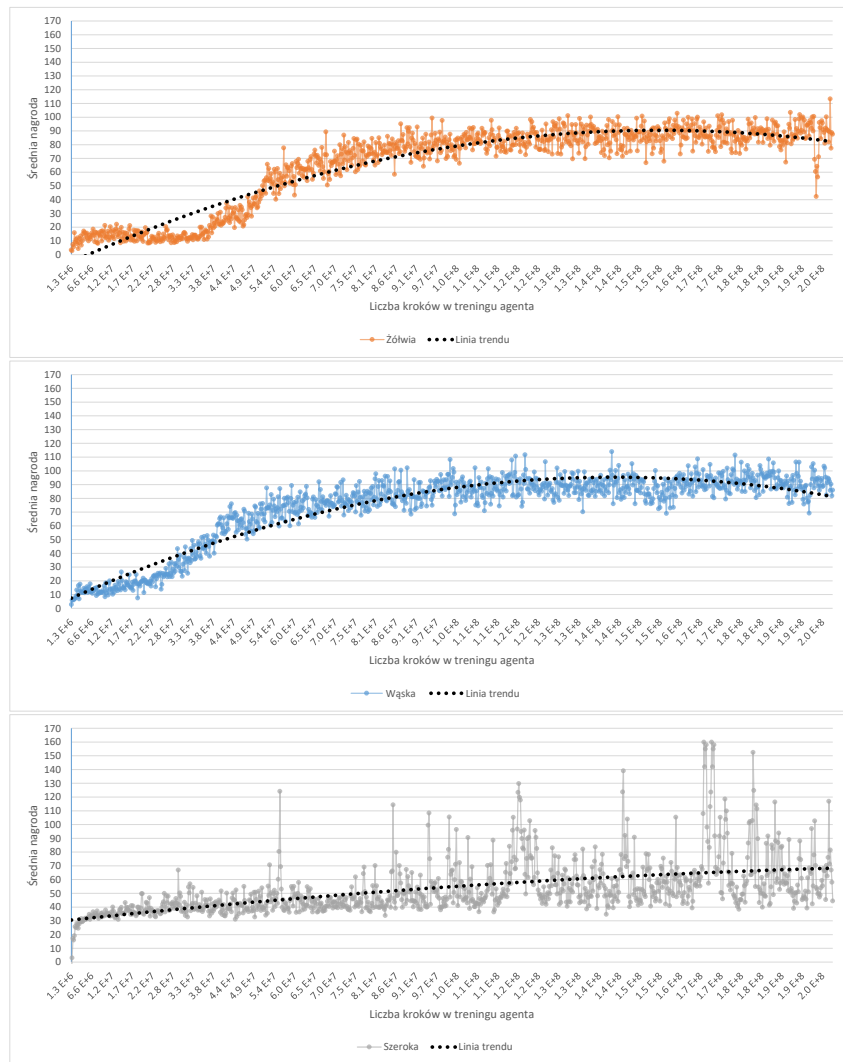 170
160
150
140
130
120
110
100
90
80
70
60
50
40
30
20
10
0
Średnia nagroda
1.3 E+6
6.6 E+6
1.2 E+7
1.7 E+7
2.2 E+7
2.8 E+7
3.3 E+7
3.8 E+7
4.4 E+7
4.9 E+7
5.4 E+7
6.0 E+7
6.5 E+7
7.0 E+7
7.5 E+7
8.1 E+7
8.6 E+7
9.1 E+7
9.7 E+7
1.0 E+8
1.1 E+8
1.1 E+8
1.2 E+8
1.2 E+8
1.3 E+8
1.3 E+8
1.4 E+8
1.4 E+8
1.5 E+8
1.5 E+8
1.6 E+8
1.7 E+8
1.7 E+8
1.8 E+8
1.8 E+8
1.9 E+8
1.9 E+8
2.0 E+8
Liczba kroków w treningu agenta
Żółwia
Linia trendu
170
160
150
140
130
120
110
100
90
80
70
60
50
40
30
20
10
0
Średnia nagroda
1.3 E+6
6.6 E+6
1.2 E+7
1.7 E+7
2.2 E+7
2.8 E+7
3.3 E+7
3.8 E+7
4.4 E+7
4.9 E+7
5.4 E+7
6.0 E+7
6.5 E+7
7.0 E+7
7.5 E+7
8.1 E+7
8.6 E+7
9.1 E+7
9.7 E+7
1.0 E+8
1.1 E+8
1.1 E+8
1.2 E+8
1.2 E+8
1.3 E+8
1.3 E+8
1.4 E+8
1.4 E+8
1.5 E+8
1.5 E+8
1.6 E+8
1.7 E+8
1.7 E+8
1.8 E+8
1.8 E+8
1.9 E+8
1.9 E+8
2.0 E+8
Liczba kroków w treningu agenta
Wąska
Linia trendu
170
160
150
140
130
120
110
100
90
80
70
60
50
40
30
20
10
0
Średnia nagroda
1.3 E+6
6.6 E+6
1.2 E+7
1.7 E+7
2.2 E+7
2.8 E+7
3.3 E+7
3.8 E+7
4.4 E+7
4.9 E+7
5.4 E+7
6.0 E+7
6.5 E+7
7.0 E+7
7.5 E+7
8.1 E+7
8.6 E+7
9.1 E+7
9.7 E+7
1.0 E+8
1.1 E+8
1.1 E+8
1.2 E+8
1.2 E+8
1.3 E+8
1.3 E+8
1.4 E+8
1.4 E+8
1.5 E+8
1.5 E+8
1.6 E+8
1.7 E+8
1.7 E+8
1.8 E+8
1.8 E+8
1.9 E+8
1.9 E+8
2.0 E+8
Liczba kroków w treningu agenta
Szeroka
Linia trendu